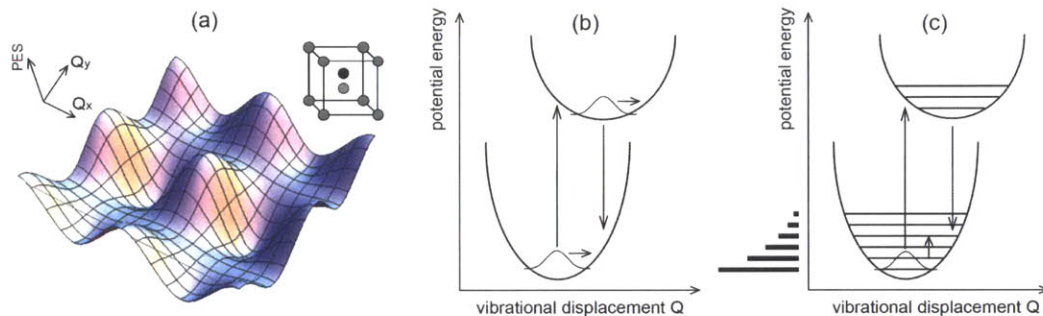 (a)
PES
Qy
Qx
(b)
potential energy
vibrational displacement Q
(c)
potential energy
vibrational displacement Q